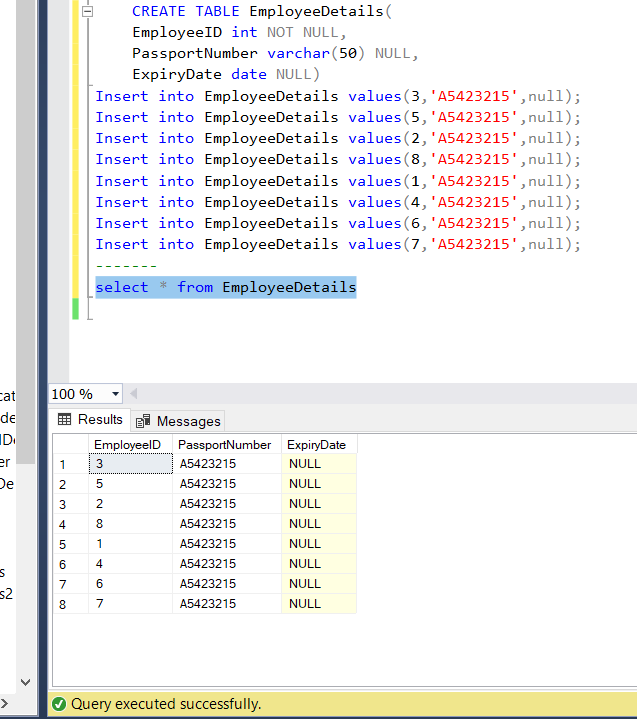 CREATE TABLE EmployeeDetails(
EmployeeID int NOT NULL,
PassportNumber varchar(50) NULL,
ExpiryDate date NULL)
Insert into EmployeeDetails values(3,'A5423215',null);
Insert into EmployeeDetails values(5,'A5423215',null);
Insert into EmployeeDetails values(2,'A5423215',null);
Insert into EmployeeDetails values(8,'A5423215',null);
Insert into EmployeeDetails values(1,'A5423215',null);
Insert into EmployeeDetails values(4,'A5423215',null);
Insert into EmployeeDetails values(6,'A5423215',null);
Insert into EmployeeDetails values(7,'A5423215',null);
-------
select * from EmployeeDetails
100 %
Results Messages
EmployeeID PassportNumber ExpiryDate
1 3 A5423215 NULL
2 5 A5423215 NULL
3 2 A5423215 NULL
4 8 A5423215 NULL
5 1 A5423215 NULL
6 4 A5423215 NULL
7 6 A5423215 NULL
8 7 A5423215 NULL
Query executed successfully.